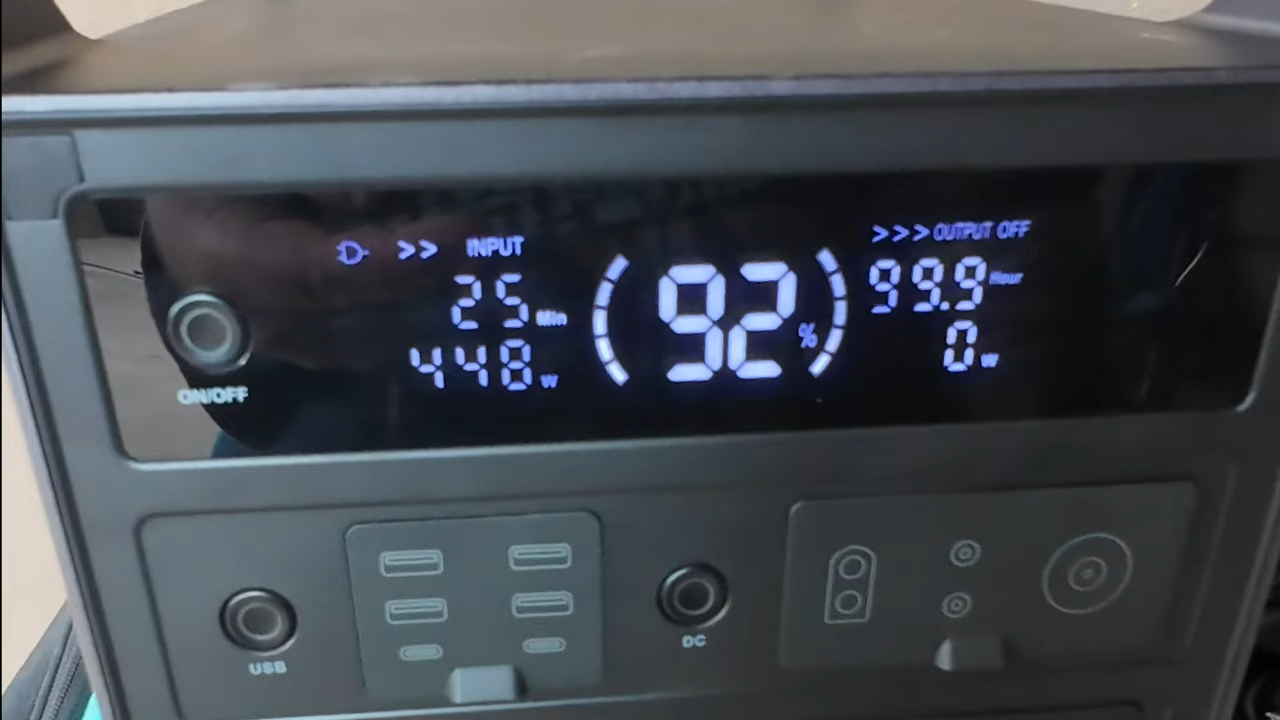 INPUT
25 Min
448 W
92 %
>>> OUTPUT OFF
99.9 Hour
0 W
ON/OFF
USB
DC